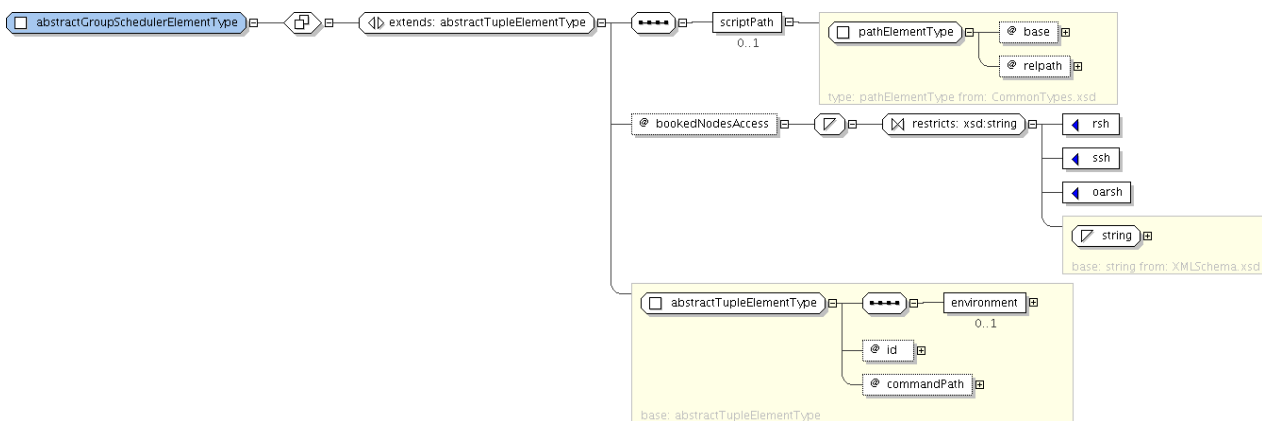 abstractGroupSchedulerElementType
extends: abstractTupleElementType
scriptPath
0..1
pathElementType
@ base
@ relpath
type: pathElementType from: CommonTypes.xsd
@ bookedNodesAccess
restricts: xsd:string
rsh
ssh
oarsh
string
base: string from: XMLSchema.xsd
abstractTupleElementType
environment
0..1
@ id
@ commandPath
base: abstractTupleElementType